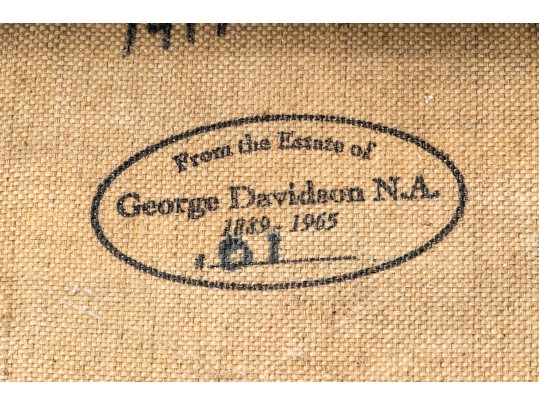 From the Estate of
George Davidson N.A.
1889 - 1965
.61